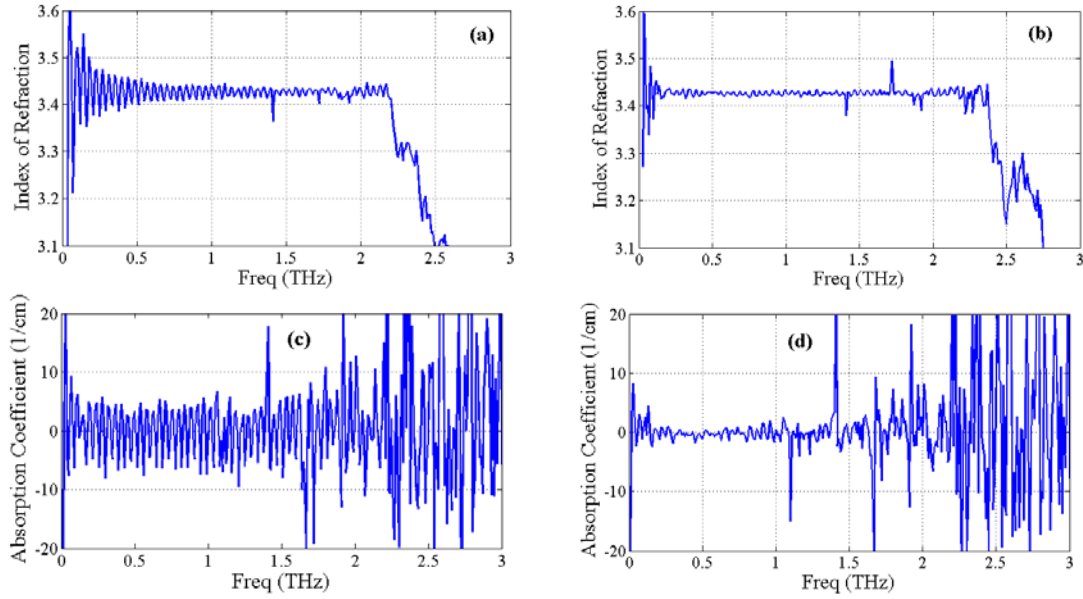 (a)
Index of Refraction
3.6
3.5
3.4
3.3
3.2
3.1
0 0.5 1 1.5 2 2.5 3
Freq (THz)
(b)
Index of Refraction
3.6
3.5
3.4
3.3
3.2
3.1
0 0.5 1 1.5 2 2.5 3
Freq (THz)
(c)
Absorption Coefficient (1/cm)
20
10
0
-10
-20
0 0.5 1 1.5 2 2.5 3
Freq (THz)
(d)
Absorption Coefficient (1/cm)
20
10
0
-10
-20
0 0.5 1 1.5 2 2.5 3
Freq (THz)